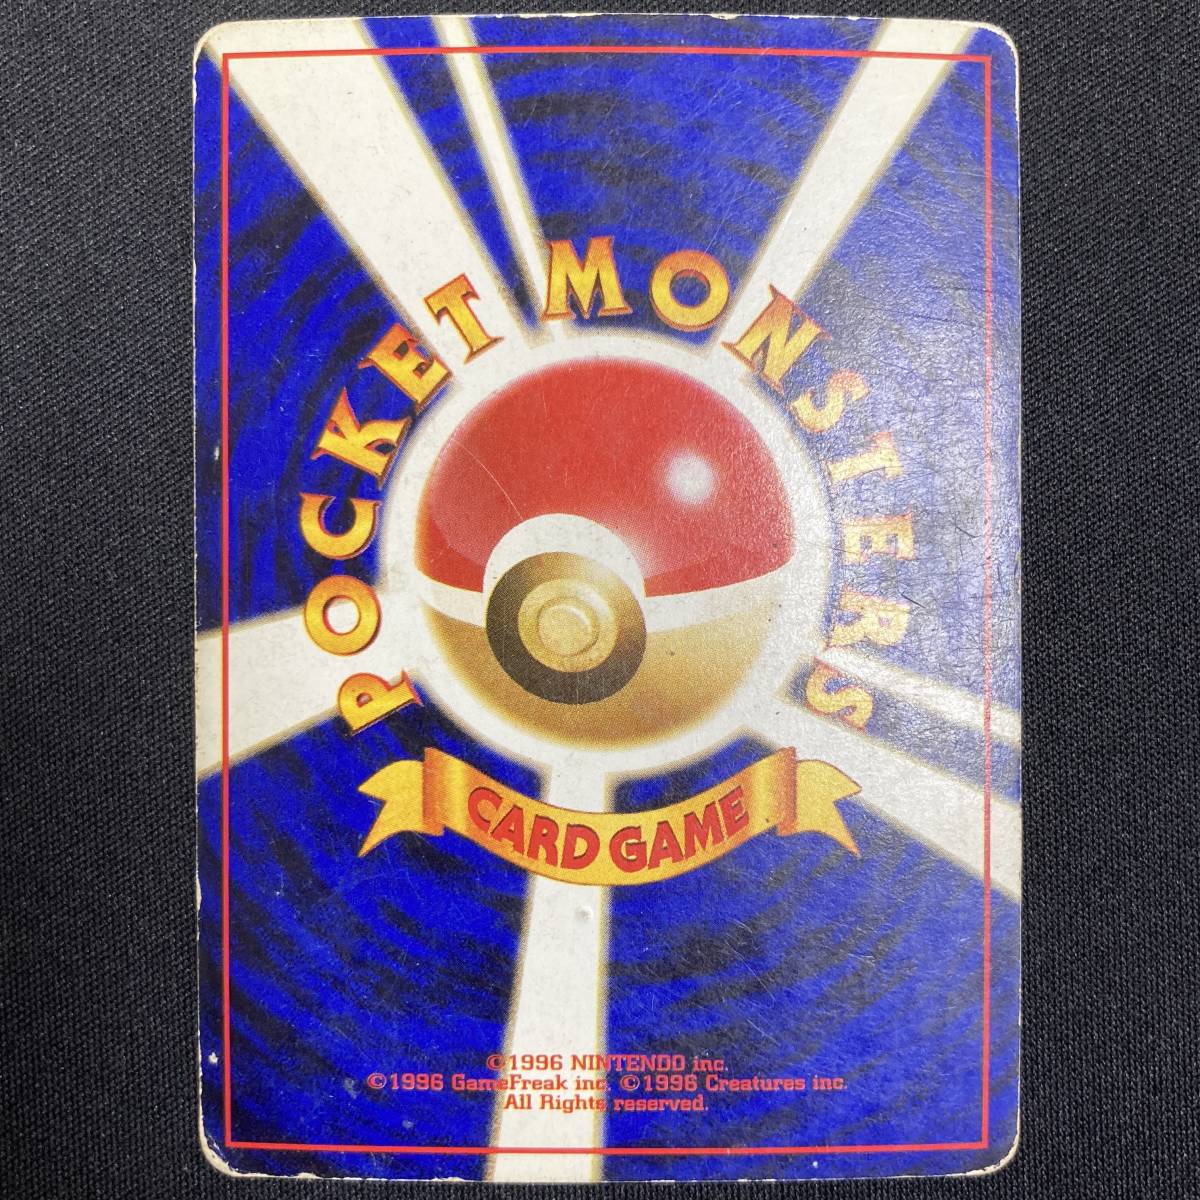 POCKET MONSTERS
CARD GAME
©1996 NINTENDO inc.
©1996 GameFreak inc. ©1996 Creatures inc.
All Rights reserved.